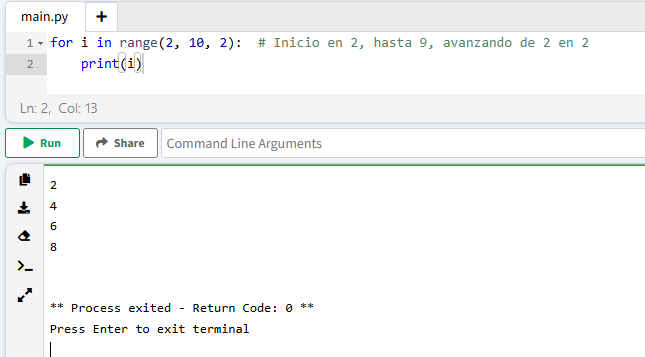 main.py +
1 for i in range(2, 10, 2):  # Inicio en 2, hasta 9, avanzando de 2 en 2
2     print(i)
Ln: 2,  Col: 13
Run Share Command Line Arguments
2
4
6
8
** Process exited - Return Code: 0 **
Press Enter to exit terminal